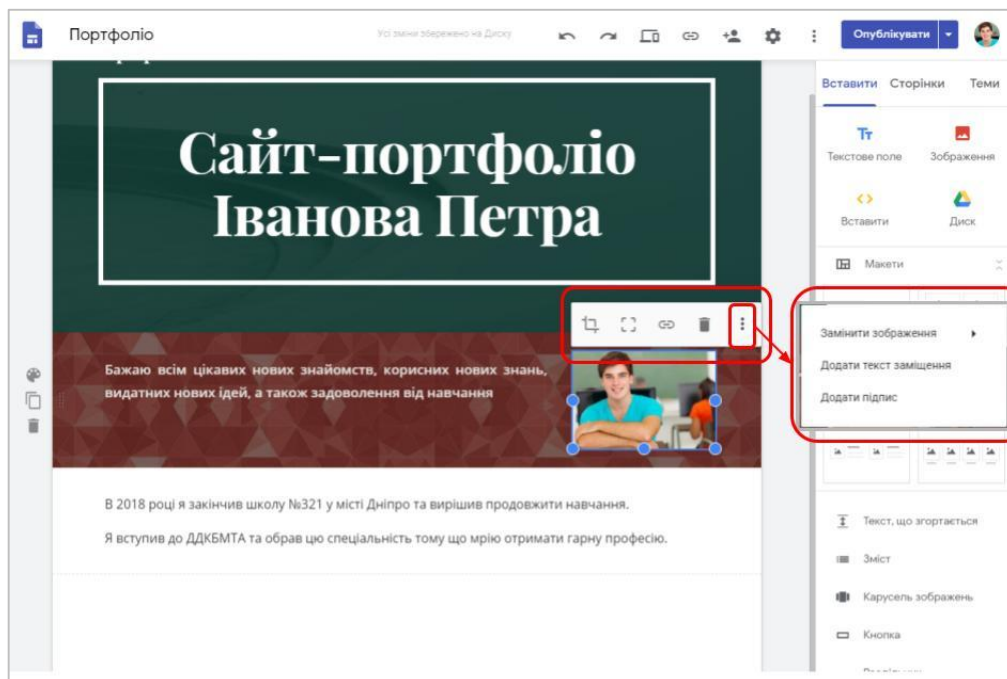 Портфоліо
Усі зміни збережено на Диску
Опублікувати
Вставити Сторінки Теми
Сайт-портфоліо
Іванова Петра
Бажаю всім цікавих нових знайомств, корисних нових знань,
видатних нових ідей, а також задоволення від навчання
В 2018 році я закінчив школу №321 у місті Дніпро та вирішив продовжити навчання.
Я вступив до ДДКБМТА та обрав цю спеціальність тому що мрію отримати гарну професію.
Тт
Текстове поле Зображення
Вставити Диск
Макети
Замінити зображення
Додати текст заміщення
Додати підпис
Текст, що згортається
Зміст
Карусель зображень
Кнопка